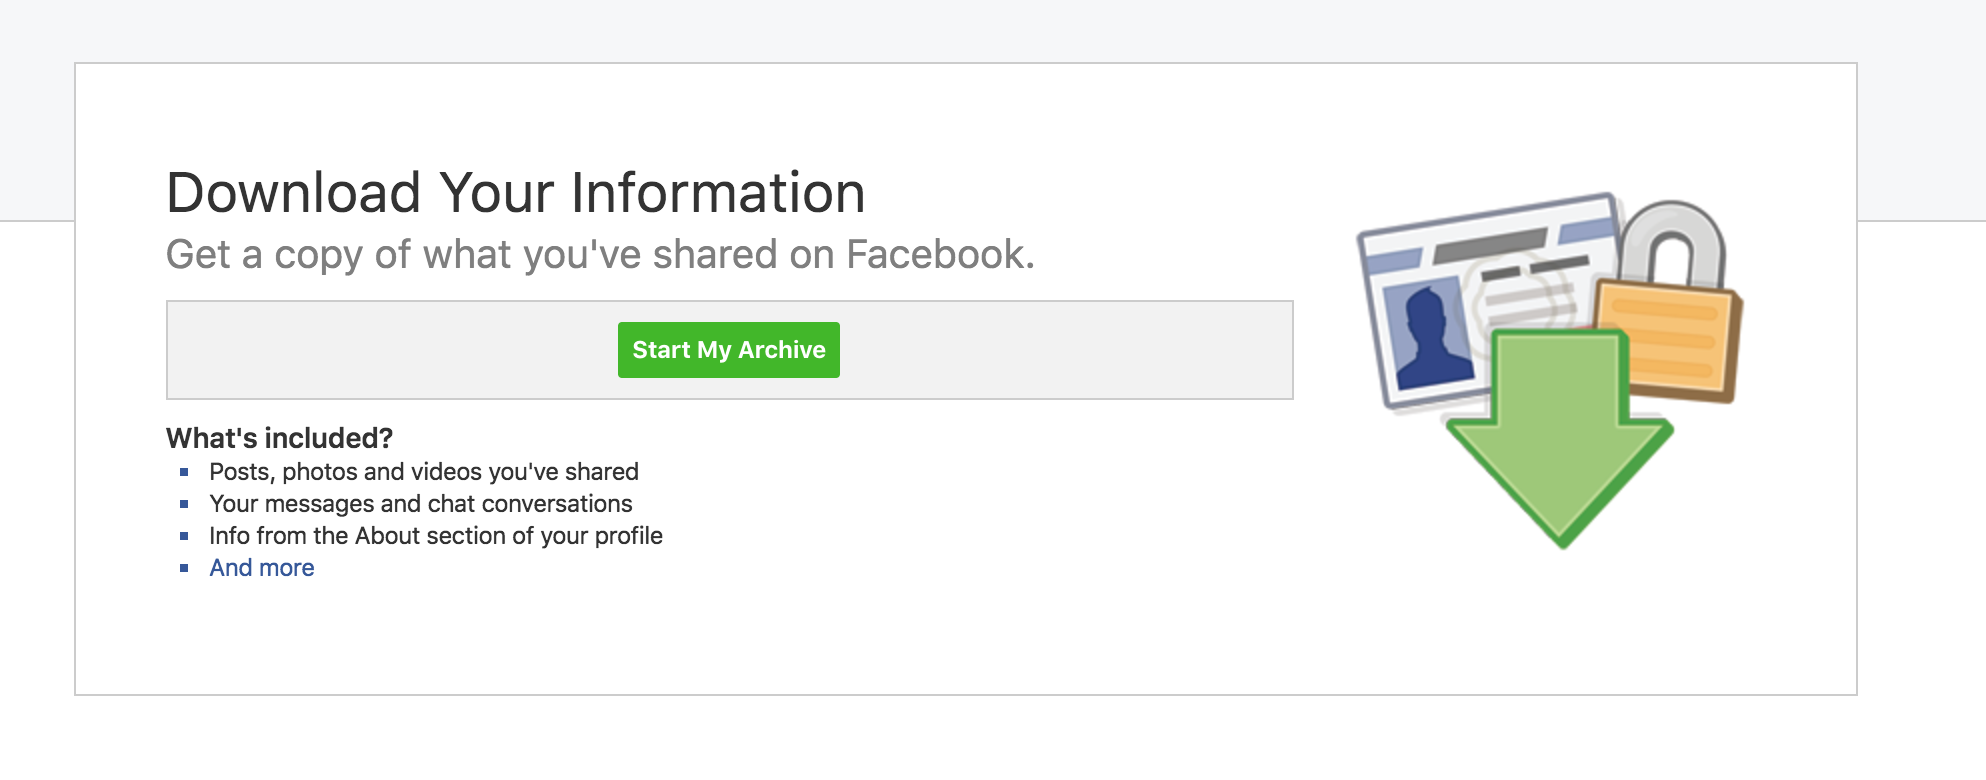 Download Your Information
Get a copy of what you've shared on Facebook.
Start My Archive
What's included?
Posts, photos and videos you've shared
Your messages and chat conversations
Info from the About section of your profile
And more